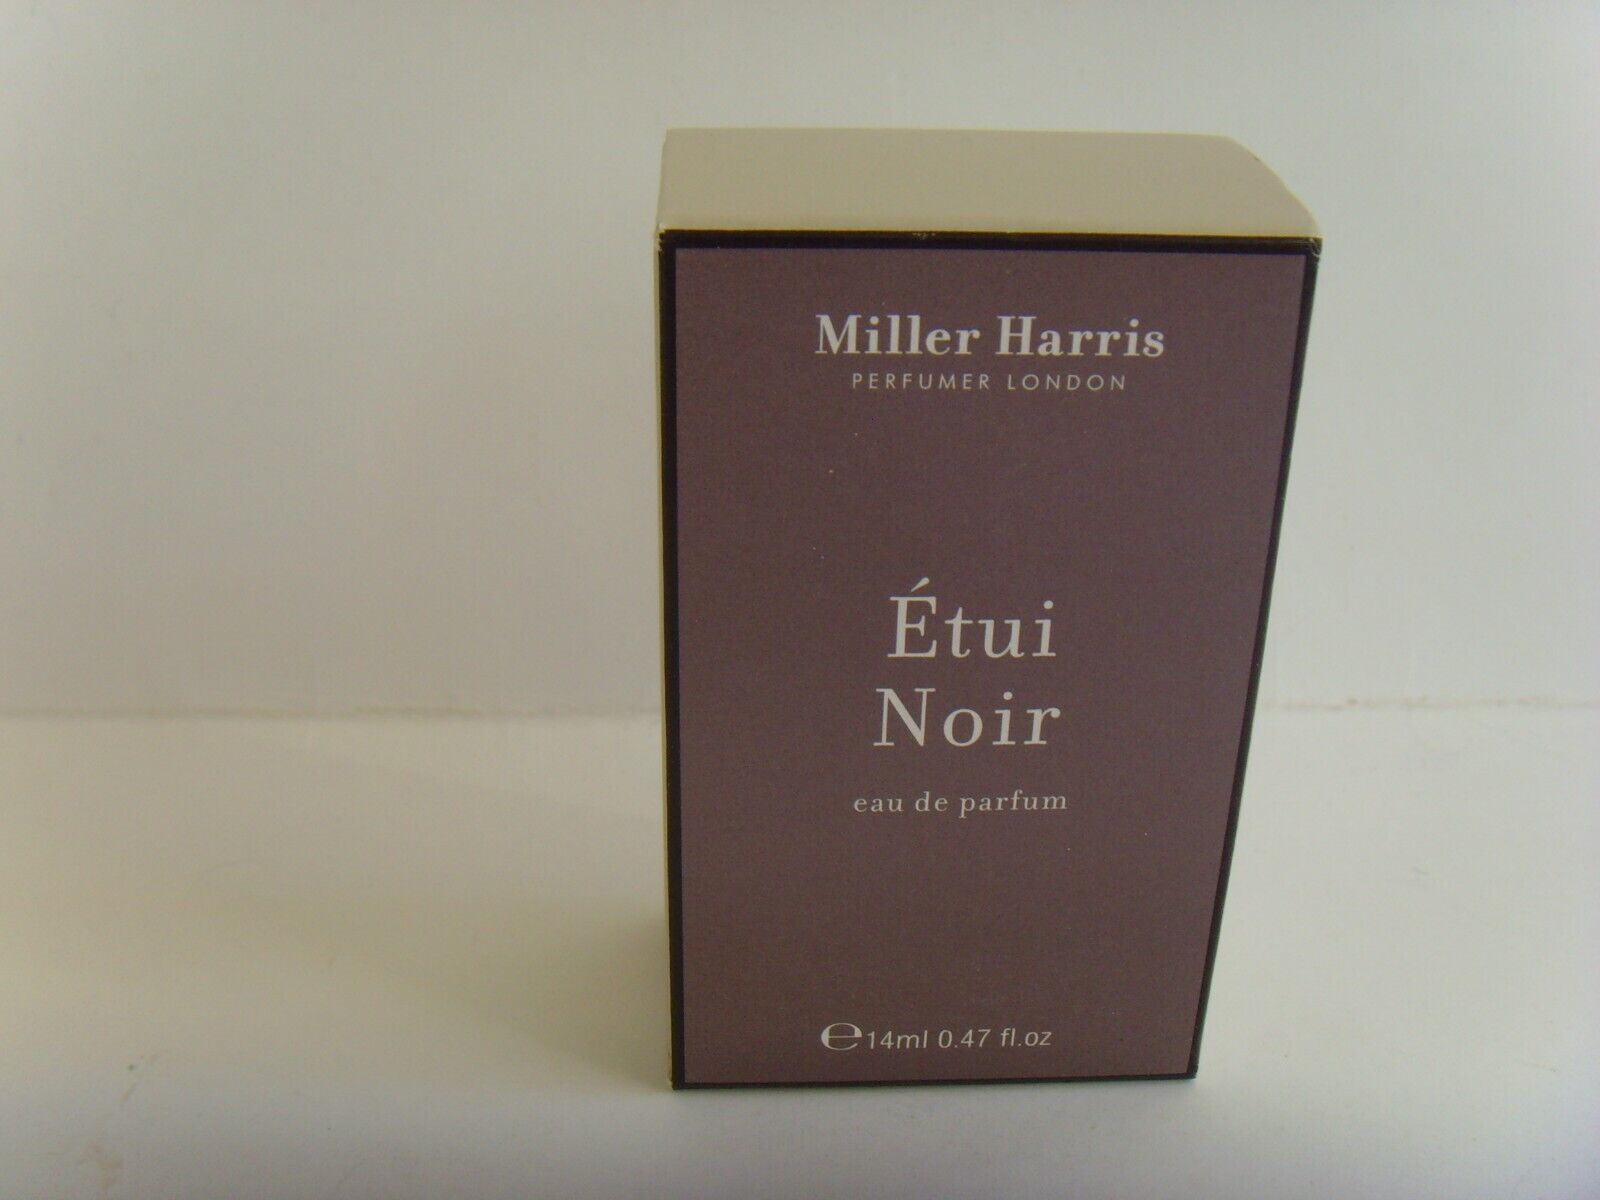 Miller Harris
PERFUMER LONDON
Étui
Noir
eau de parfum
℮14ml 0.47 fl.oz